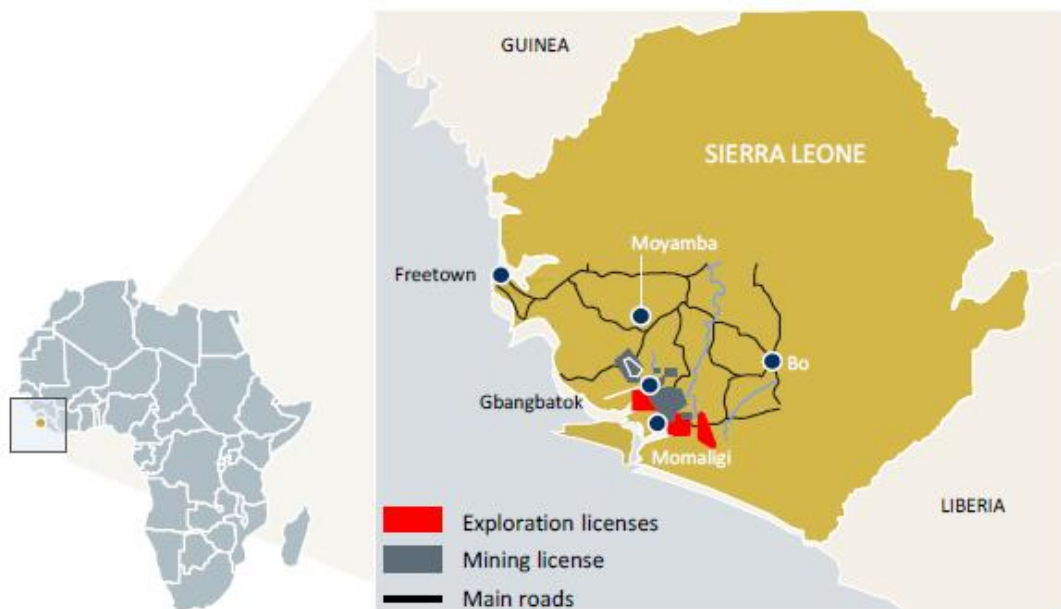 GUINEA
SIERRA LEONE
Moyamba
Freetown
Bo
Gbangbatok
Momaligi
LIBERIA
Exploration licenses
Mining license
Main roads